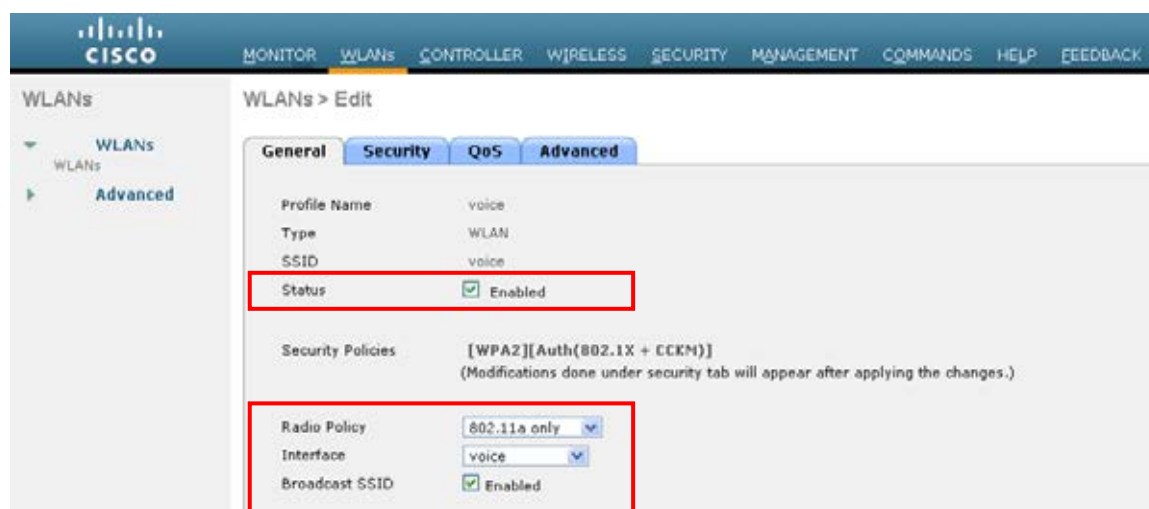 CISCO
MONITOR WLANs CONTROLLER WIRELESS SECURITY MANAGEMENT COMMANDS HELP FEEDBACK
WLANs
WLANs > Edit
WLANs
WLANs
Advanced
General Security QoS Advanced
Profile Name voice
Type WLAN
SSID voice
Status Enabled
Security Policies [WPA2][Auth(802.1X + CCKM)]
(Modifications done under security tab will appear after applying the changes.)
Radio Policy 802.11a only
Interface voice
Broadcast SSID Enabled